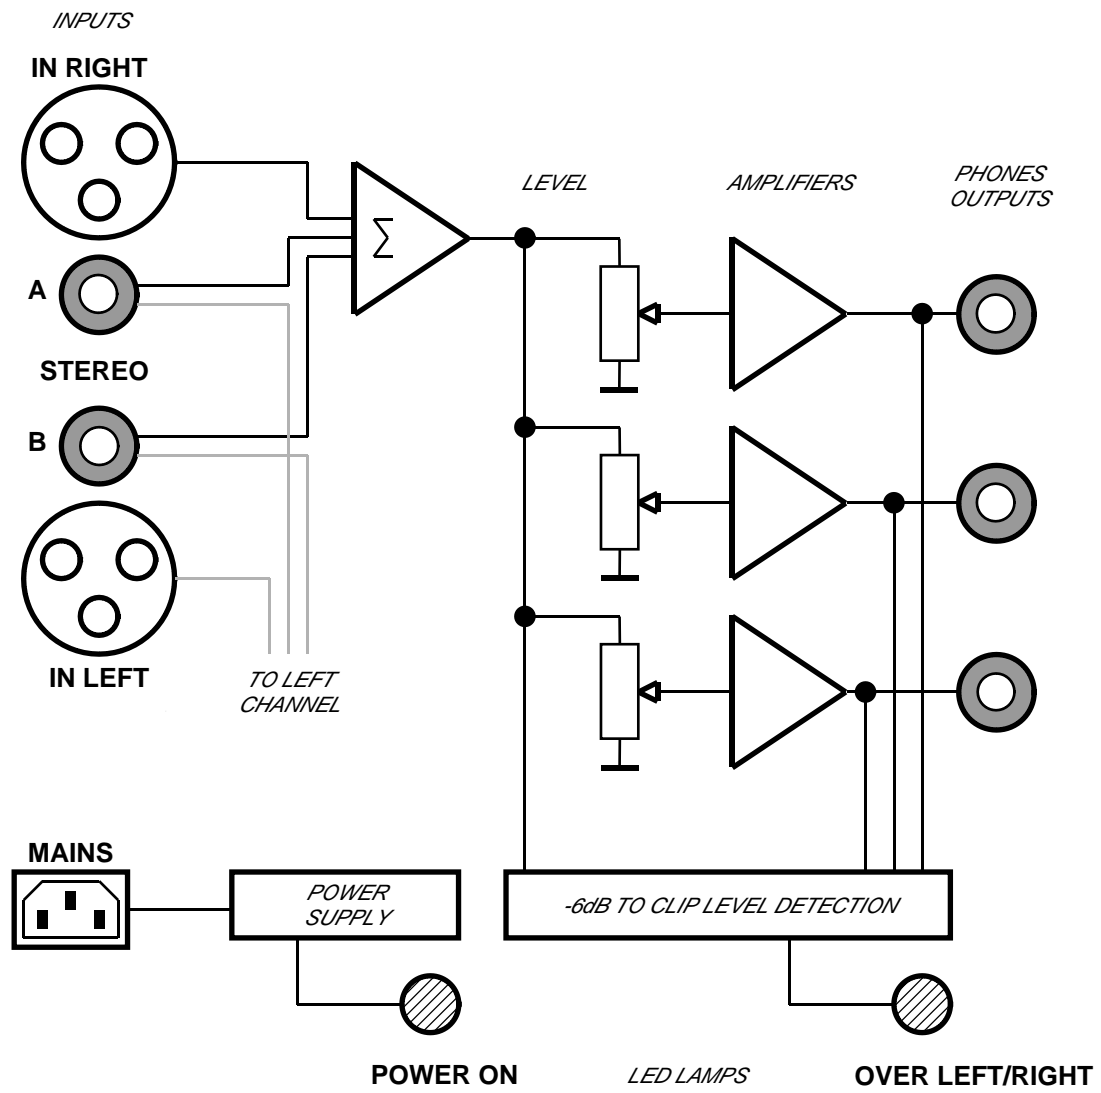 INPUTS
IN RIGHT
LEVEL
AMPLIFIERS
PHONES
OUTPUTS
Σ
A
STEREO
B
IN LEFT
TO LEFT
CHANNEL
MAINS
POWER
SUPPLY
-6dB TO CLIP LEVEL DETECTION
POWER ON
LED LAMPS
OVER LEFT/RIGHT